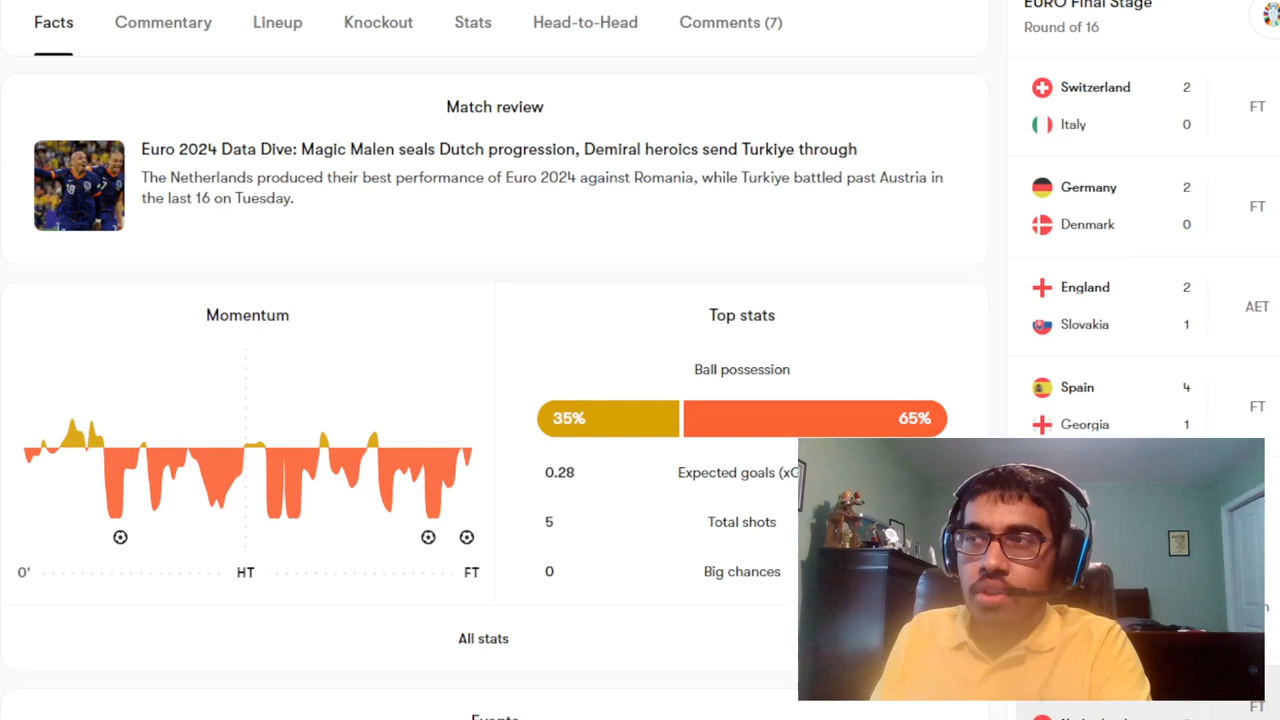 Facts
Commentary
Lineup
Knockout
Stats
Head-to-Head
Comments (7)
EURO Final Stage
Round of 16
Match review
Euro 2024 Data Dive: Magic Malen seals Dutch progression, Demiral heroics send Turkiye through
The Netherlands produced their best performance of Euro 2024 against Romania, while Turkiye battled past Austria in
the last 16 on Tuesday.
Switzerland 2
Italy 0
FT
Germany 2
Denmark 0
FT
England 2
Slovakia 1
AET
Spain 4
Georgia 1
FT
Momentum
0'
HT
FT
Top stats
Ball possession
35% 65%
0.28 Expected goals (xG
5 Total shots
0 Big chances
All stats
Events
FT